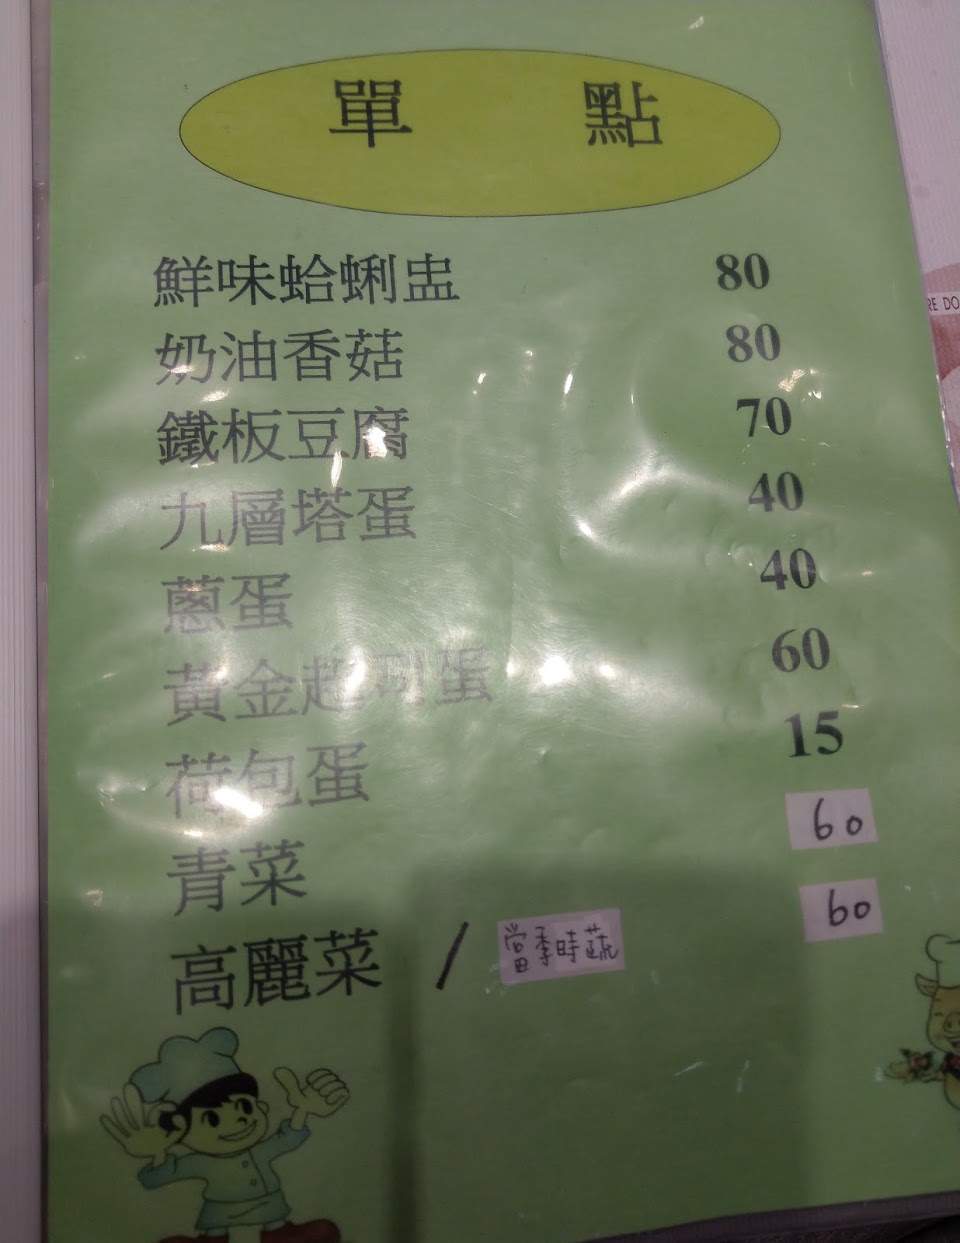 單 點
鮮味蛤蜊盅 80
奶油香菇 80
鐵板豆腐 70
九層塔蛋 40
蔥蛋 40
黃金起司蛋 60
荷包蛋 15
青菜 60
高麗菜 / 當季時蔬 60
RE DO